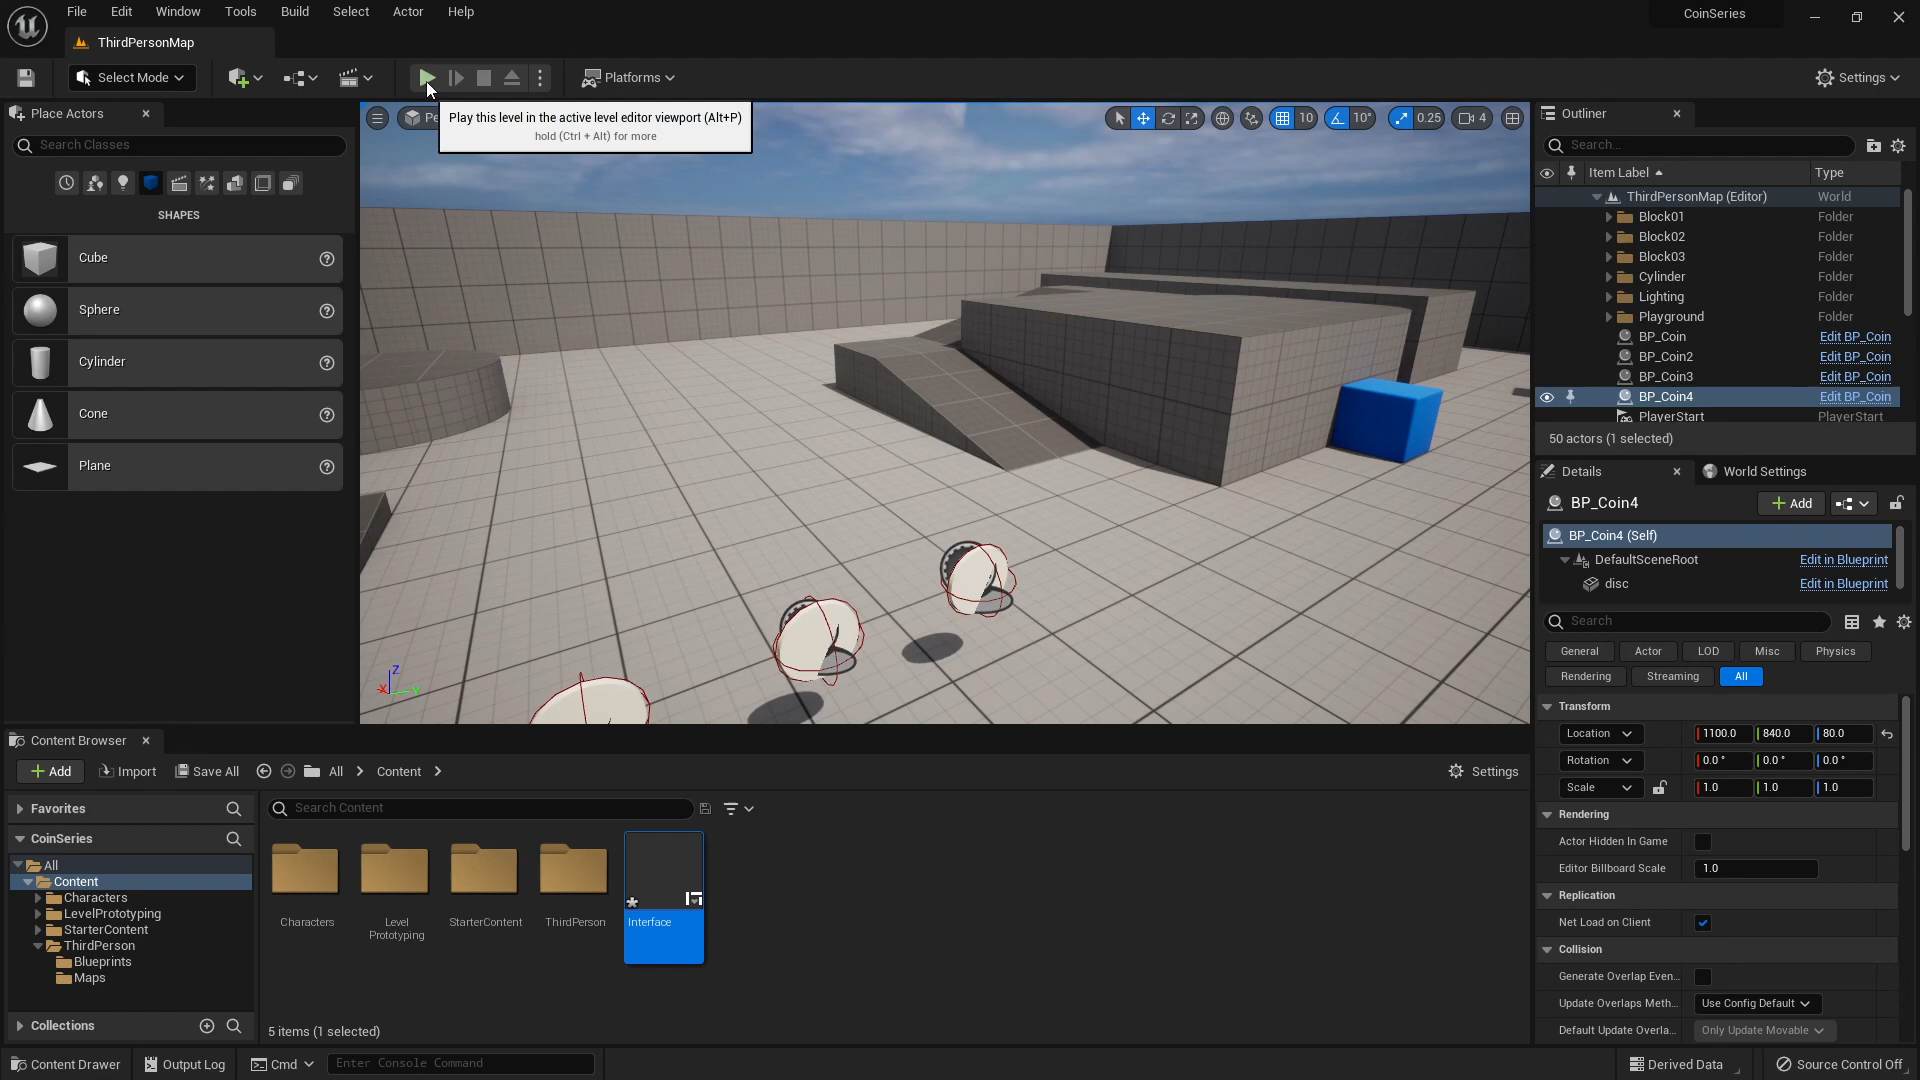 File Edit Window Tools Build Select Actor Help
CoinSeries
ThirdPersonMap
Select Mode
Platforms
Settings
Place Actors
Search Classes
SHAPES
Cube
Sphere
Cylinder
Cone
Plane
Pe
Play this level in the active level editor viewport (Alt+P)
hold (Ctrl + Alt) for more
10
10°
0.25
4
X
Y
Z
Outliner
Search...
Item Label
Type
ThirdPersonMap (Editor) World
Block01 Folder
Block02 Folder
Block03 Folder
Cylinder Folder
Lighting Folder
Playground Folder
BP_Coin Edit BP_Coin
BP_Coin2 Edit BP_Coin
BP_Coin3 Edit BP_Coin
BP_Coin4 Edit BP_Coin
PlayerStart PlayerStart
50 actors (1 selected)
Details
World Settings
BP_Coin4
Add
BP_Coin4 (Self)
DefaultSceneRoot Edit in Blueprint
disc Edit in Blueprint
Search
General Actor LOD Misc Physics
Rendering Streaming All
Transform
Location 1100.0 840.0 80.0
Rotation 0.0° 0.0° 0.0°
Scale 1.0 1.0 1.0
Rendering
Actor Hidden In Game
Editor Billboard Scale 1.0
Replication
Net Load on Client
Collision
Generate Overlap Even...
Update Overlaps Meth... Use Config Default
Default Update Overla... Only Update Movable
Content Browser
Add Import Save All All Content
Settings
Favorites
CoinSeries
All
Content
Characters
LevelPrototyping
StarterContent
ThirdPerson
Blueprints
Maps
Collections
Search Content
Characters
Level
Prototyping
StarterContent
ThirdPerson
Interface
5 items (1 selected)
Content Drawer Output Log Cmd Enter Console Command
Derived Data
Source Control Off